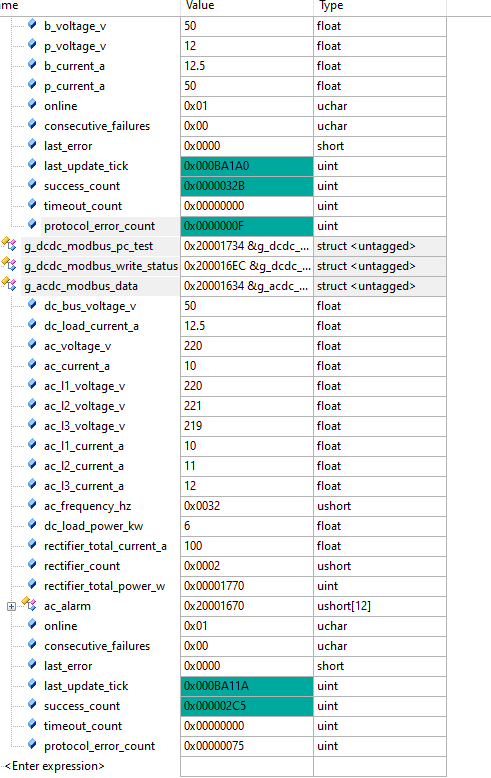 ame Value Type
b_voltage_v 50 float
p_voltage_v 12 float
b_current_a 12.5 float
p_current_a 50 float
online 0x01 uchar
consecutive_failures 0x00 uchar
last_error 0x0000 short
last_update_tick 0x000BA1A0 uint
success_count 0x0000032B uint
timeout_count 0x00000000 uint
protocol_error_count 0x0000000F uint
g_dcdc_modbus_pc_test 0x20001734 &g_dcdc_... struct <untagged>
g_dcdc_modbus_write_status 0x200016EC &g_dcdc_... struct <untagged>
g_acdc_modbus_data 0x20001634 &g_acdc_... struct <untagged>
dc_bus_voltage_v 50 float
dc_load_current_a 12.5 float
ac_voltage_v 220 float
ac_current_a 10 float
ac_l1_voltage_v 220 float
ac_l2_voltage_v 221 float
ac_l3_voltage_v 219 float
ac_l1_current_a 10 float
ac_l2_current_a 11 float
ac_l3_current_a 12 float
ac_frequency_hz 0x0032 ushort
dc_load_power_kw 6 float
rectifier_total_current_a 100 float
rectifier_count 0x0002 ushort
rectifier_total_power_w 0x00001770 uint
ac_alarm 0x20001670 ushort[12]
online 0x01 uchar
consecutive_failures 0x00 uchar
last_error 0x0000 short
last_update_tick 0x000BA11A uint
success_count 0x000002C5 uint
timeout_count 0x00000000 uint
protocol_error_count 0x00000075 uint
<Enter expression>